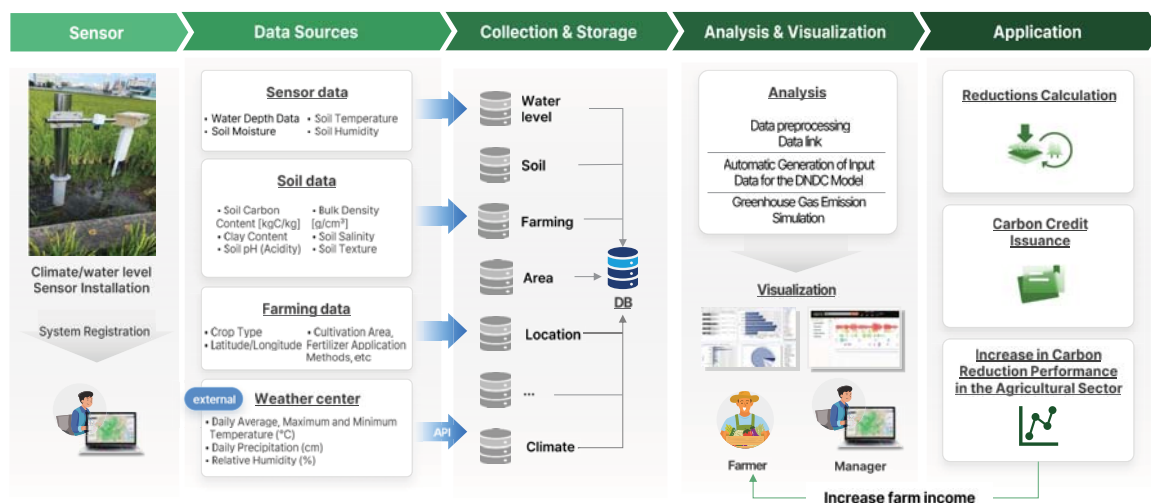 Sensor
Data Sources
Collection & Storage
Analysis & Visualization
Application
Climate/water level
Sensor Installation
System Registration
Sensor data
• Water Depth Data
• Soil Moisture
• Soil Temperature
• Soil Humidity
Soil data
• Soil Carbon
Content [kgC/kg]
• Clay Content
• Soil pH (Acidity)
• Bulk Density
[g/cm³]
• Soil Salinity
• Soil Texture
Farming data
• Crop Type
• Latitude/Longitude
• Cultivation Area,
Fertilizer Application
Methods, etc
external
Weather center
• Daily Average, Maximum and Minimum
Temperature (°C)
• Daily Precipitation (cm)
• Relative Humidity (%)
API
Water
level
Soil
Farming
Area
Location
...
Climate
DB
Analysis
Data preprocessing
Data link
Automatic Generation of Input
Data for the DNDC Model
Greenhouse Gas Emission
Simulation
Visualization
Farmer
Manager
Reductions Calculation
Carbon Credit
Issuance
Increase in Carbon
Reduction Performance
in the Agricultural Sector
Increase farm income